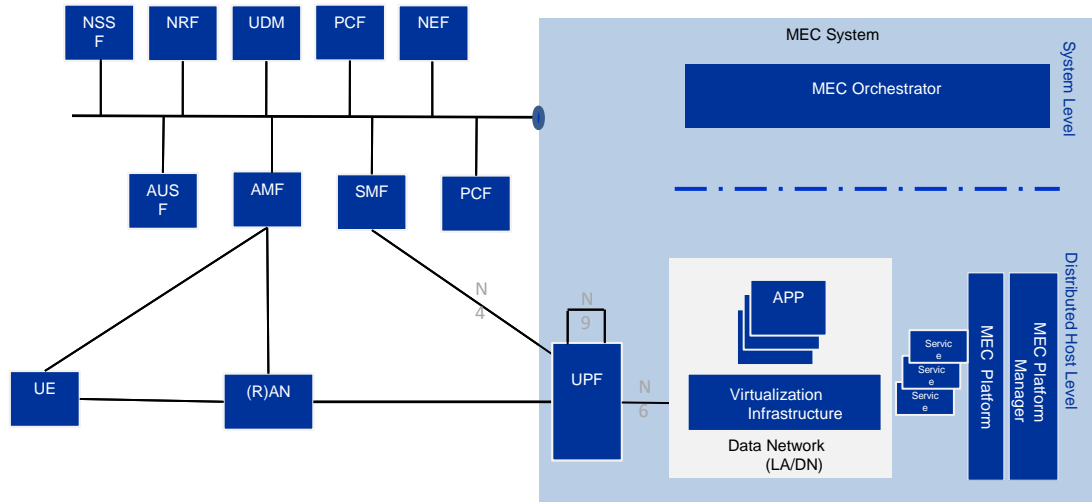 NSS
F
NRF
UDM
PCF
NEF
MEC System
MEC Orchestrator
System Level
AUS
F
AMF
SMF
PCF
N
4
N
9
APP
Servic
e
Servic
e
Servic
e
MEC Platform
MEC Platform
Manager
Distributed Host Level
UE
(R)AN
UPF
N
6
Virtualization
Infrastructure
Data Network
(LA/DN)